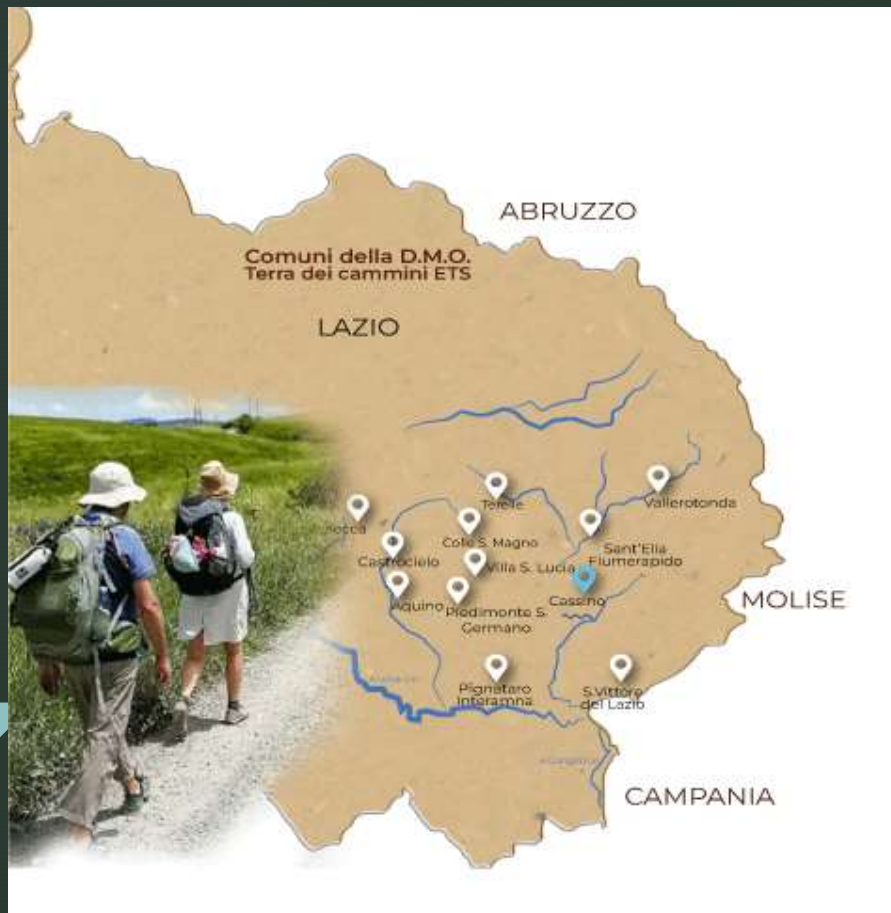 ABRUZZO
Comuni della D.M.O.
Terra dei cammini ETS
LAZIO
Terelle
Vallerotonda
Colle S. Magno
Sant'Elia
Fiumerapido
Castrocielo
Villa S. Lucia
Cassino
Aquino
Piedimonte S.
Germano
MOLISE
Pignataro
Interamna
S.Vittore
del Lazio
CAMPANIA